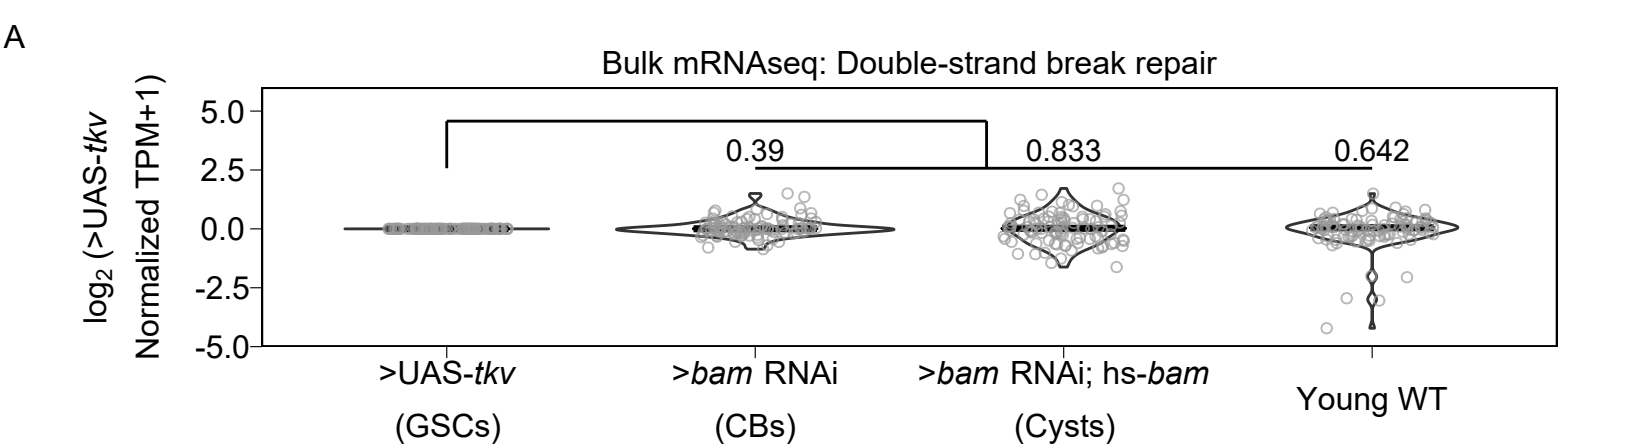 A
Bulk mRNAseq: Double-strand break repair
log₂ (>UAS-tkv
Normalized TPM+1)
5.0
2.5
0.0
-2.5
-5.0
0.39 0.833 0.642
>UAS-tkv >bam RNAi >bam RNAi; hs-bam Young WT
(GSCs) (CBs) (Cysts)